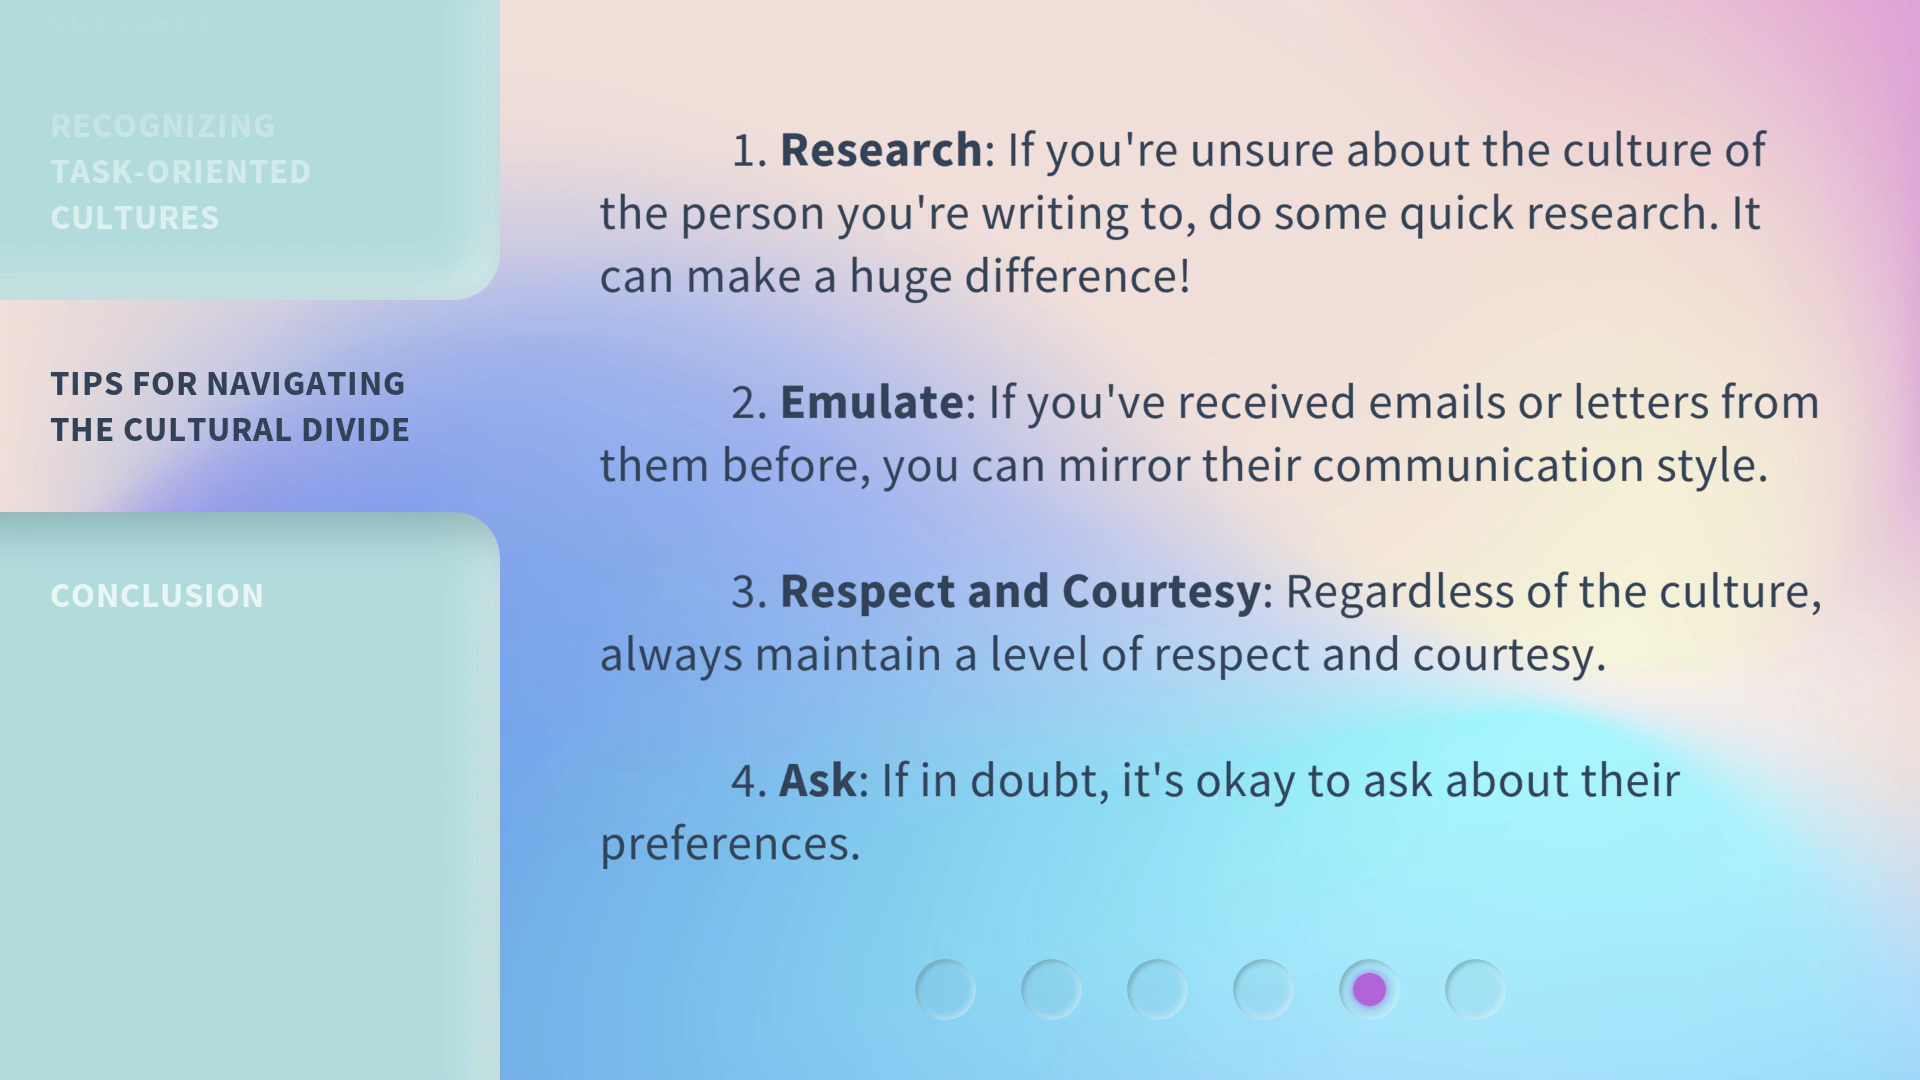 RECOGNIZING
TASK-ORIENTED
CULTURES
TIPS FOR NAVIGATING
THE CULTURAL DIVIDE
CONCLUSION
1. Research: If you're unsure about the culture of
the person you're writing to, do some quick research. It
can make a huge difference!
2. Emulate: If you've received emails or letters from
them before, you can mirror their communication style.
3. Respect and Courtesy: Regardless of the culture,
always maintain a level of respect and courtesy.
4. Ask: If in doubt, it's okay to ask about their
preferences.